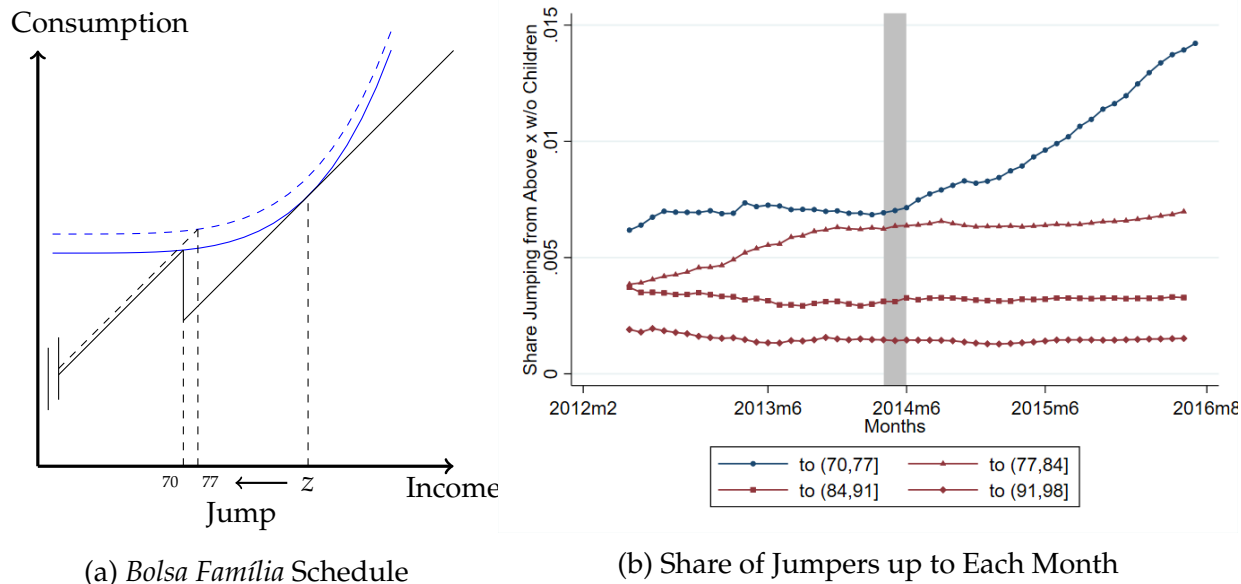 Consumption
70
77
z
Income
Jump
(a) Bolsa Família Schedule
Share Jumping from Above x w/o Children
.015
.01
.005
0
2012m2
2013m6
2014m6
2015m6
2016m8
Months
to (70,77]
to (77,84]
to (84,91]
to (91,98]
(b) Share of Jumpers up to Each Month